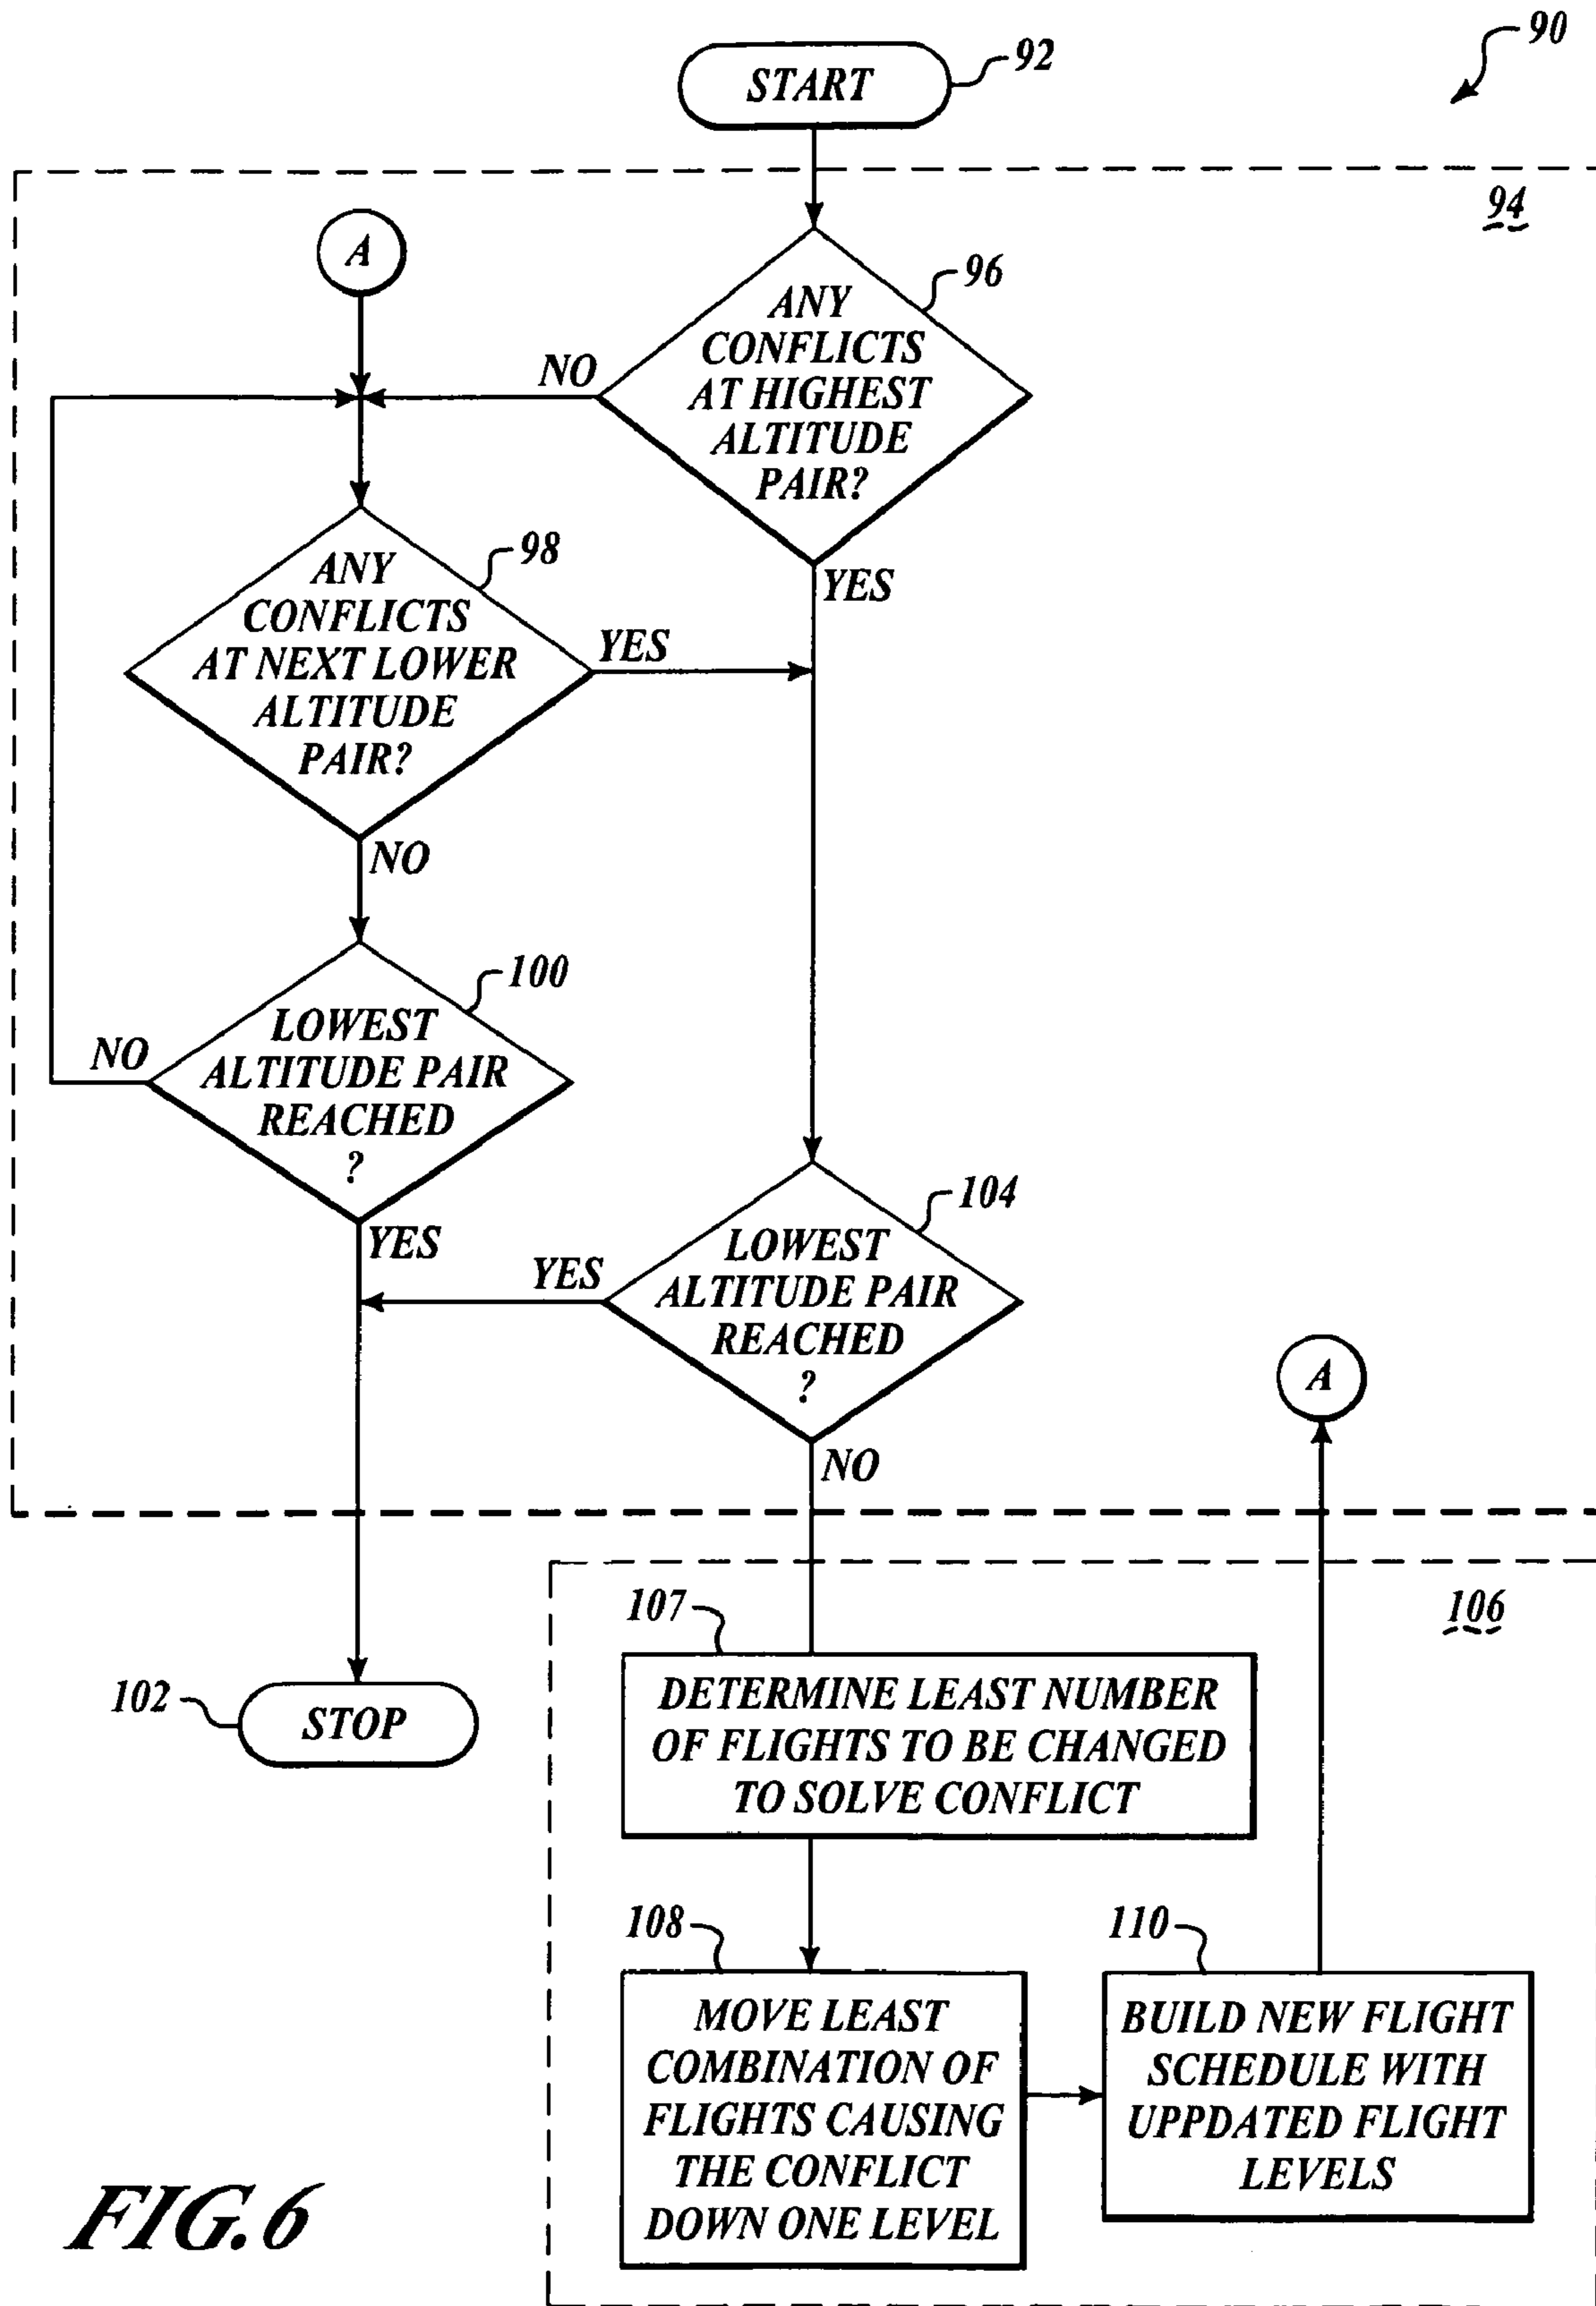 90
START
92
94
A
96
ANY
CONFLICTS
AT HIGHEST
ALTITUDE
PAIR?
NO
YES
98
ANY
CONFLICTS
AT NEXT LOWER
ALTITUDE
PAIR?
YES
NO
100
LOWEST
ALTITUDE PAIR
REACHED
?
NO
YES
104
LOWEST
ALTITUDE PAIR
REACHED
?
YES
NO
A
102
STOP
106
107
DETERMINE LEAST NUMBER
OF FLIGHTS TO BE CHANGED
TO SOLVE CONFLICT
108
MOVE LEAST
COMBINATION OF
FLIGHTS CAUSING
THE CONFLICT
DOWN ONE LEVEL
110
BUILD NEW FLIGHT
SCHEDULE WITH
UPPDATED FLIGHT
LEVELS
FIG.6